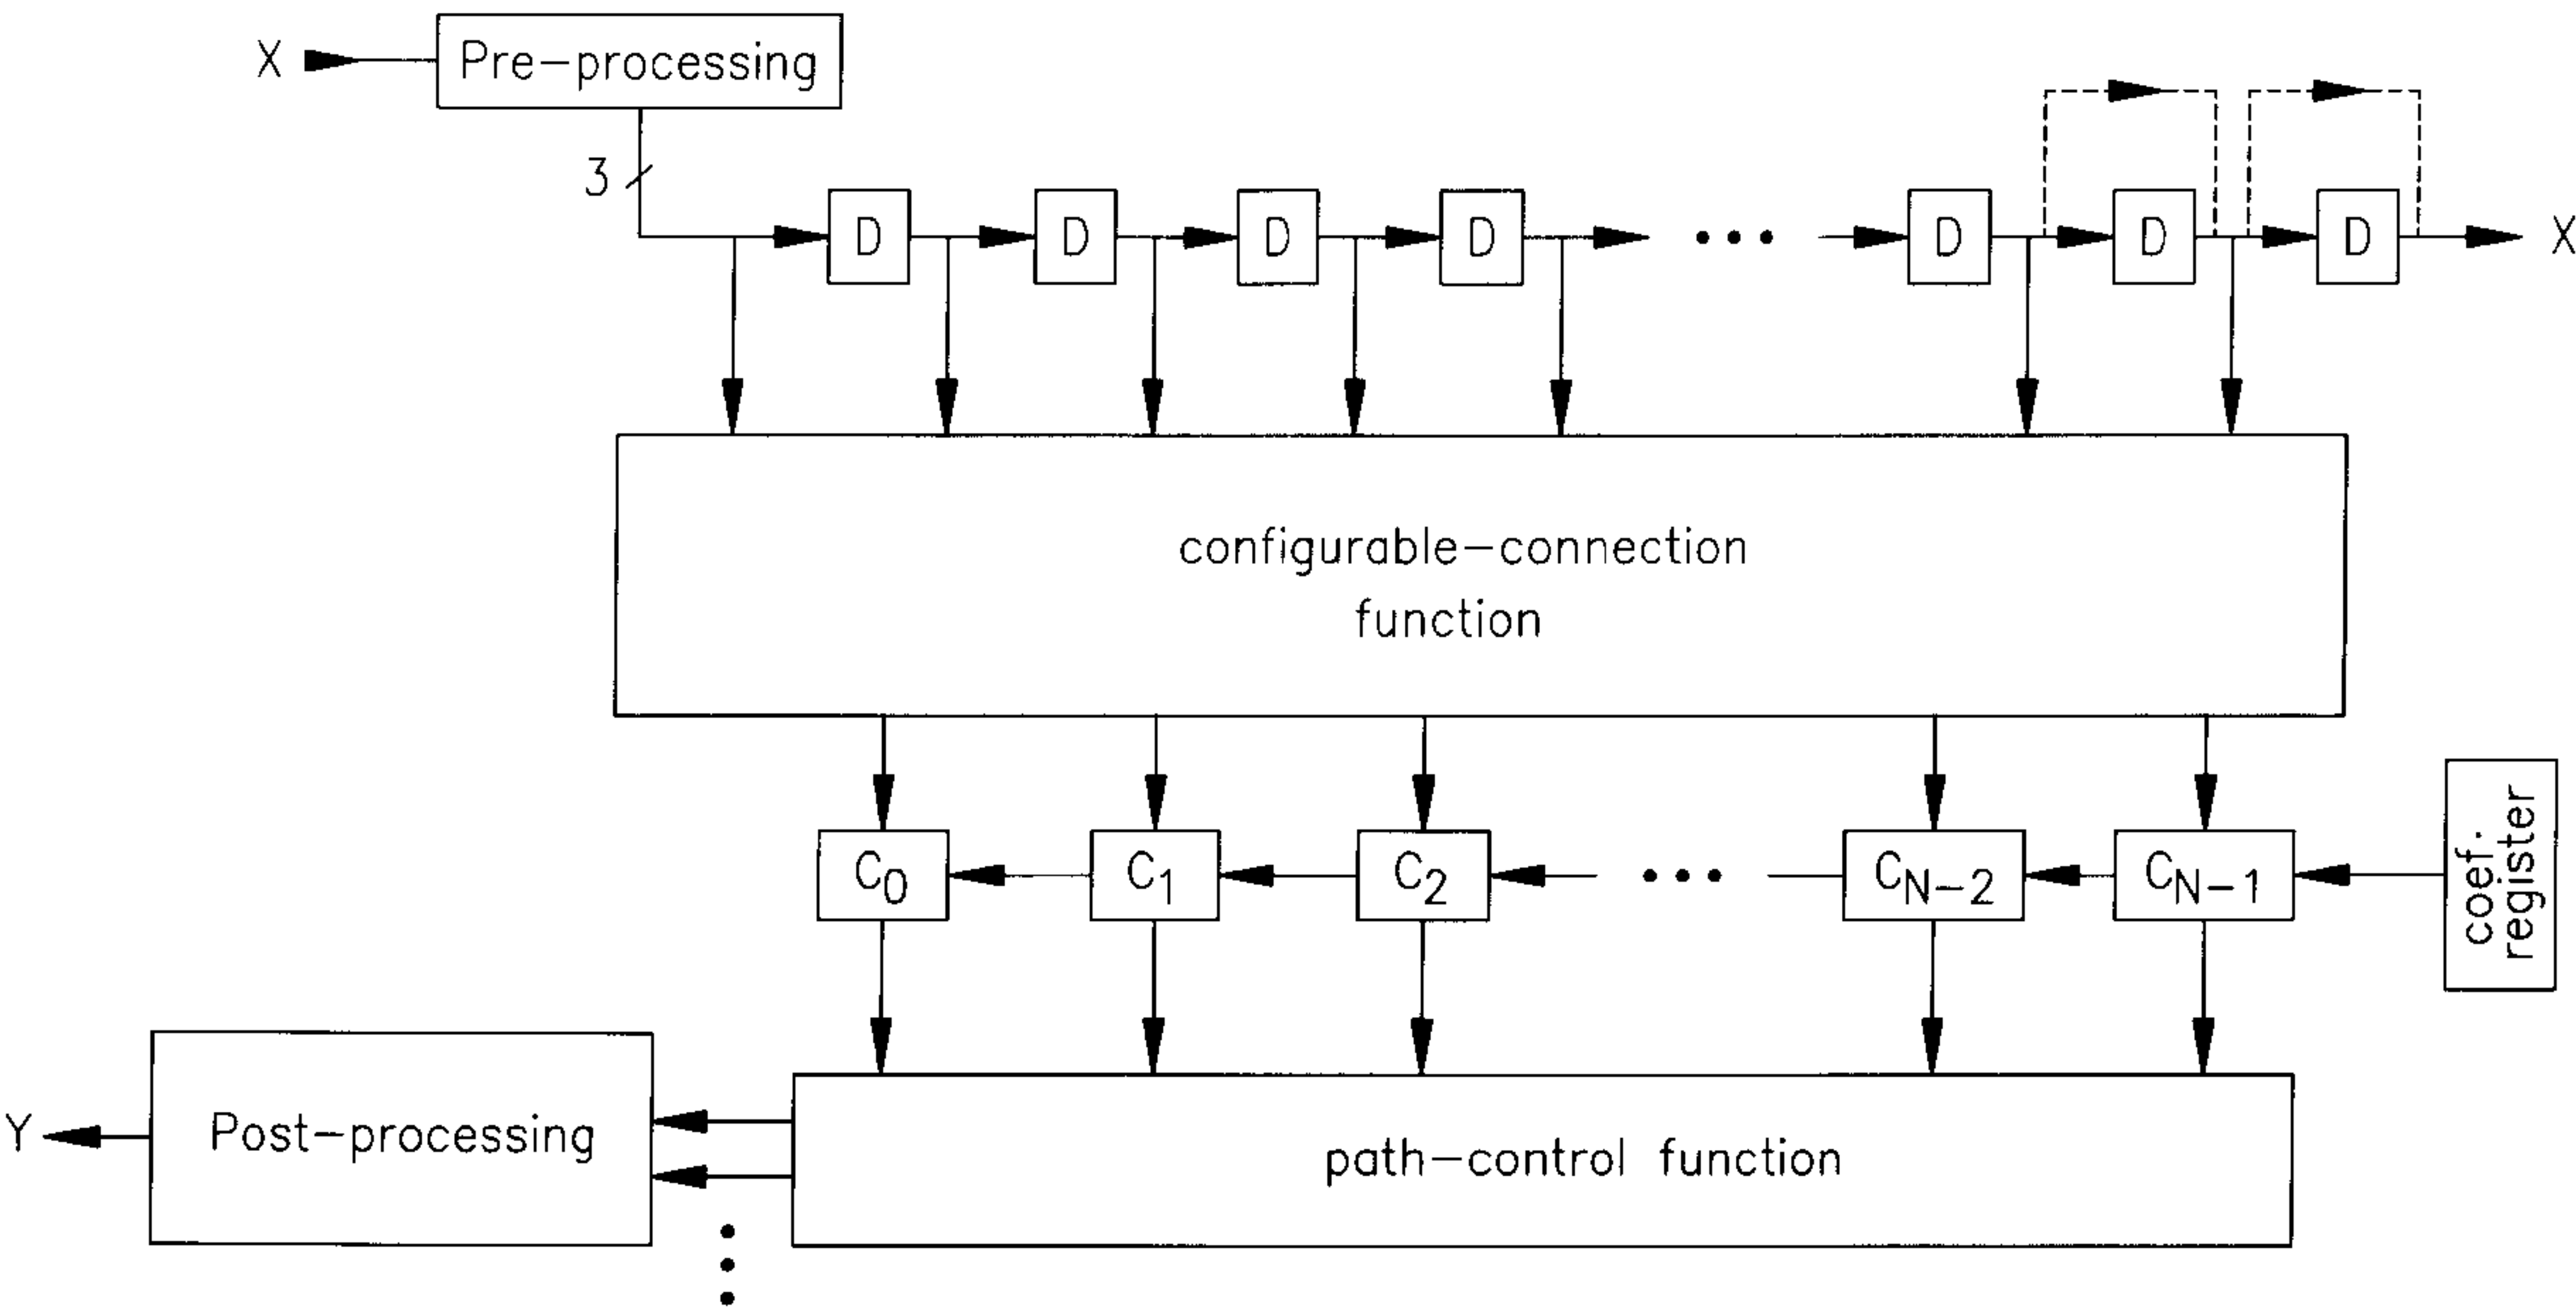 X
Pre-processing
3
D
D
D
D
D
D
D
X
configurable-connection
function
C0
C1
C2
CN-2
CN-1
coef.
register
Y
Post-processing
path-control function